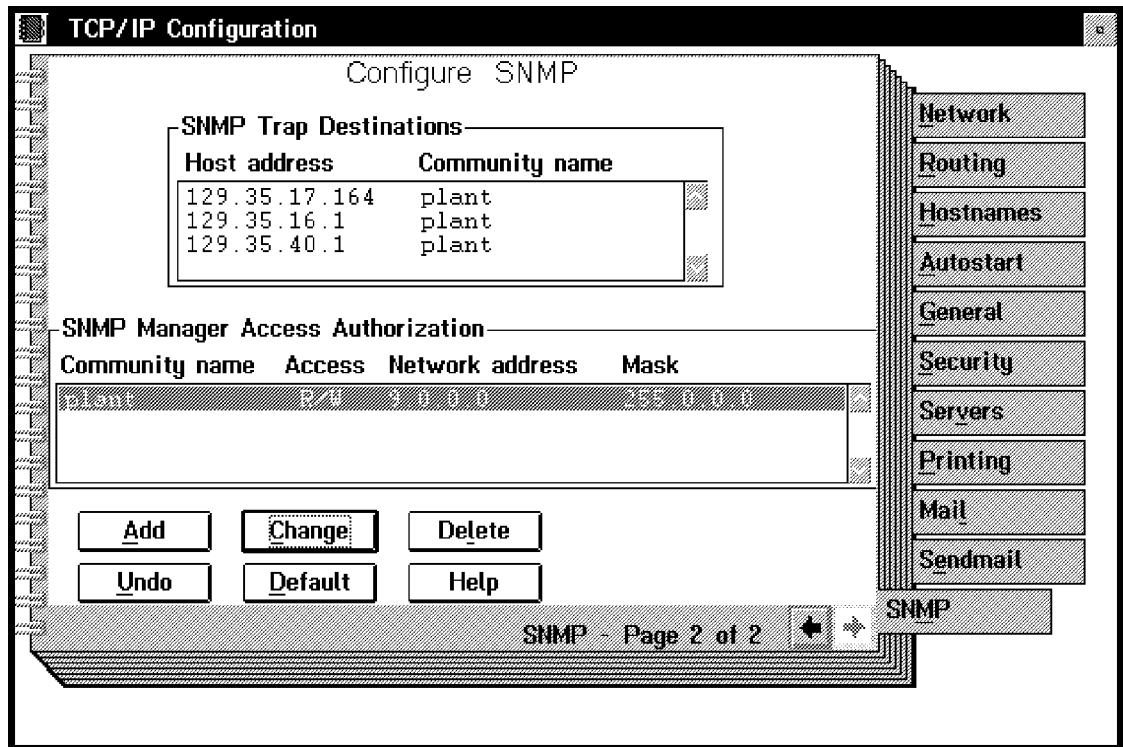 TCP/IP Configuration
Configure SNMP
SNMP Trap Destinations
Host address Community name
129.35.17.164 plant
129.35.16.1 plant
129.35.40.1 plant
SNMP Manager Access Authorization
Community name Access Network address Mask
plant R/W 9.0.0.0 255.0.0.0
Add Change Delete
Undo Default Help
SNMP - Page 2 of 2
Network
Routing
Hostnames
Autostart
General
Security
Servers
Printing
Mail
Sendmail
SNMP